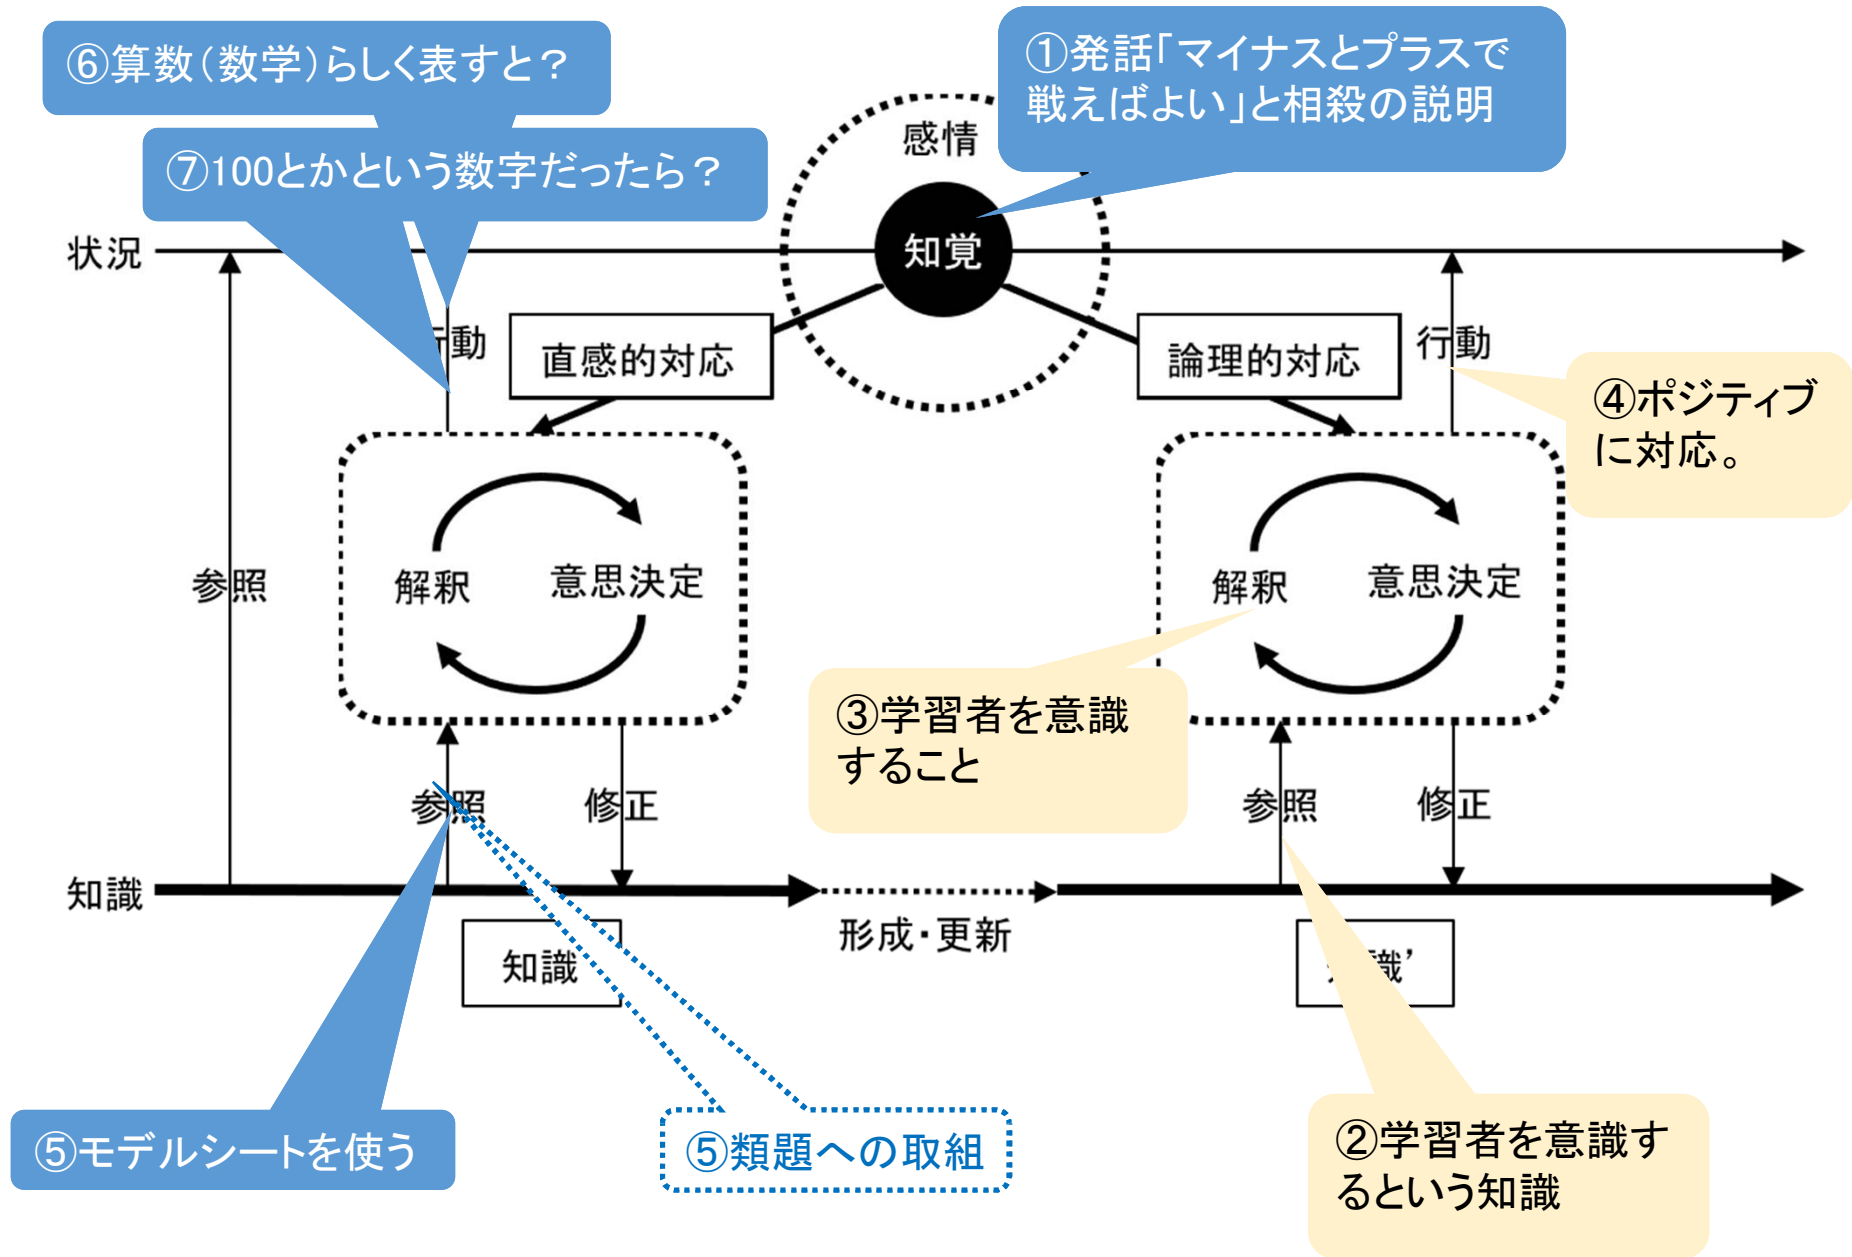 ⑥算数(数学)らしく表すと?
①発話「マイナスとプラスで
戦えばよい」と相殺の説明
感情
⑦100とかという数字だったら?
状況
知覚
行動
直感的対応
論理的対応
行動
④ポジティブ
に対応。
参照
解釈
意思決定
解釈
意思決定
③学習者を意識
すること
参照
修正
参照
修正
知識
形成・更新
知識
識’
⑤モデルシートを使う
⑤類題への取組
②学習者を意識す
るという知識